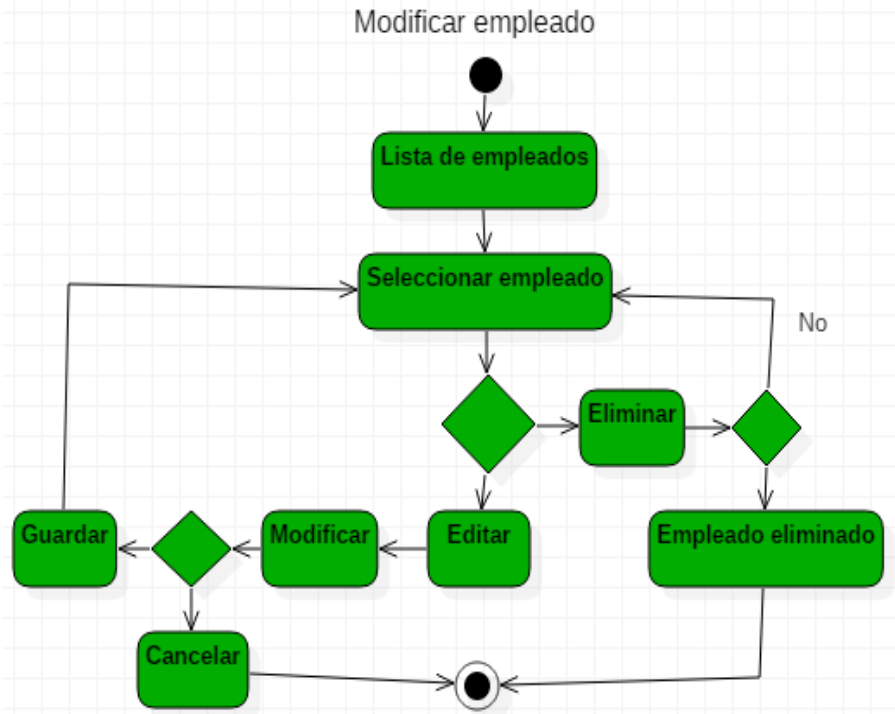 Modificar empleado
Lista de empleados
Seleccionar empleado
No
Eliminar
Guardar
Modificar
Editar
Empleado eliminado
Cancelar